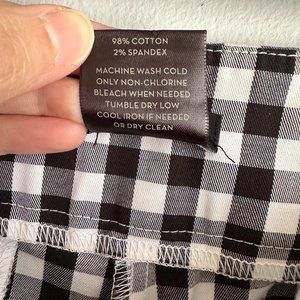 98% COTTON
2% SPANDEX
MACHINE WASH COLD
ONLY NON-CHLORINE
BLEACH WHEN NEEDED
TUMBLE DRY LOW
COOL IRON IF NEEDED
OR DRY CLEAN